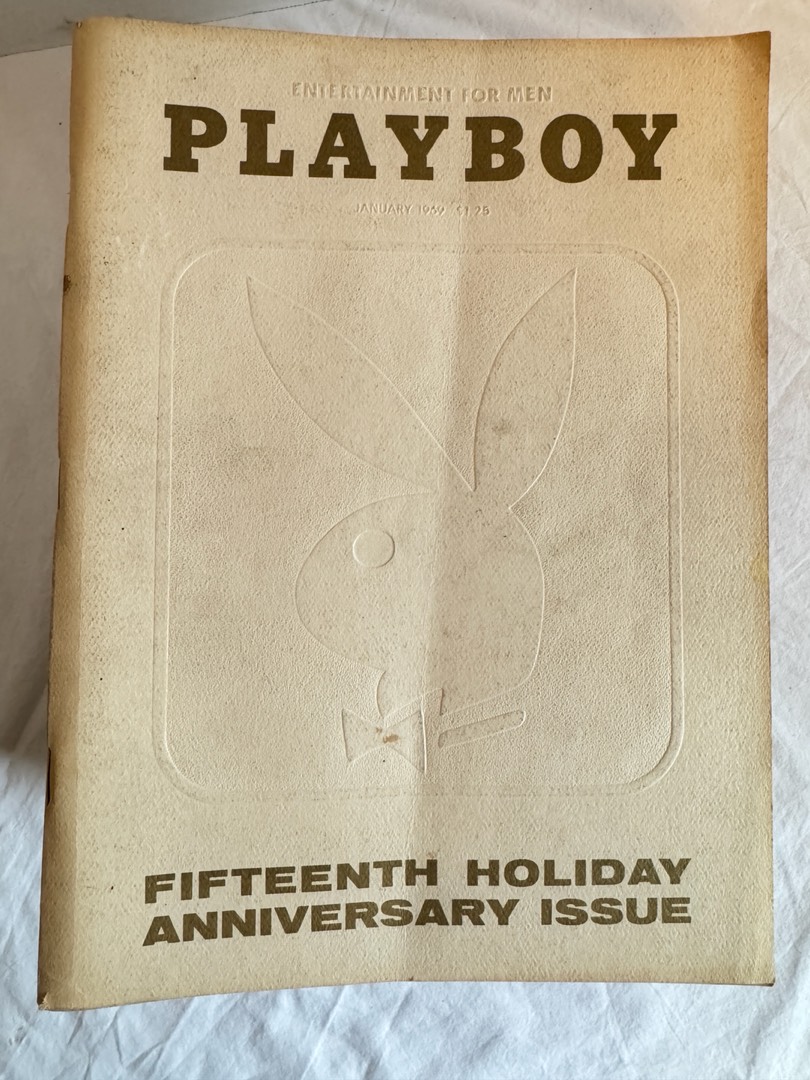 ENTERTAINMENT FOR MEN
PLAYBOY
JANUARY 1969 $1.25
FIFTEENTH HOLIDAY
ANNIVERSARY ISSUE